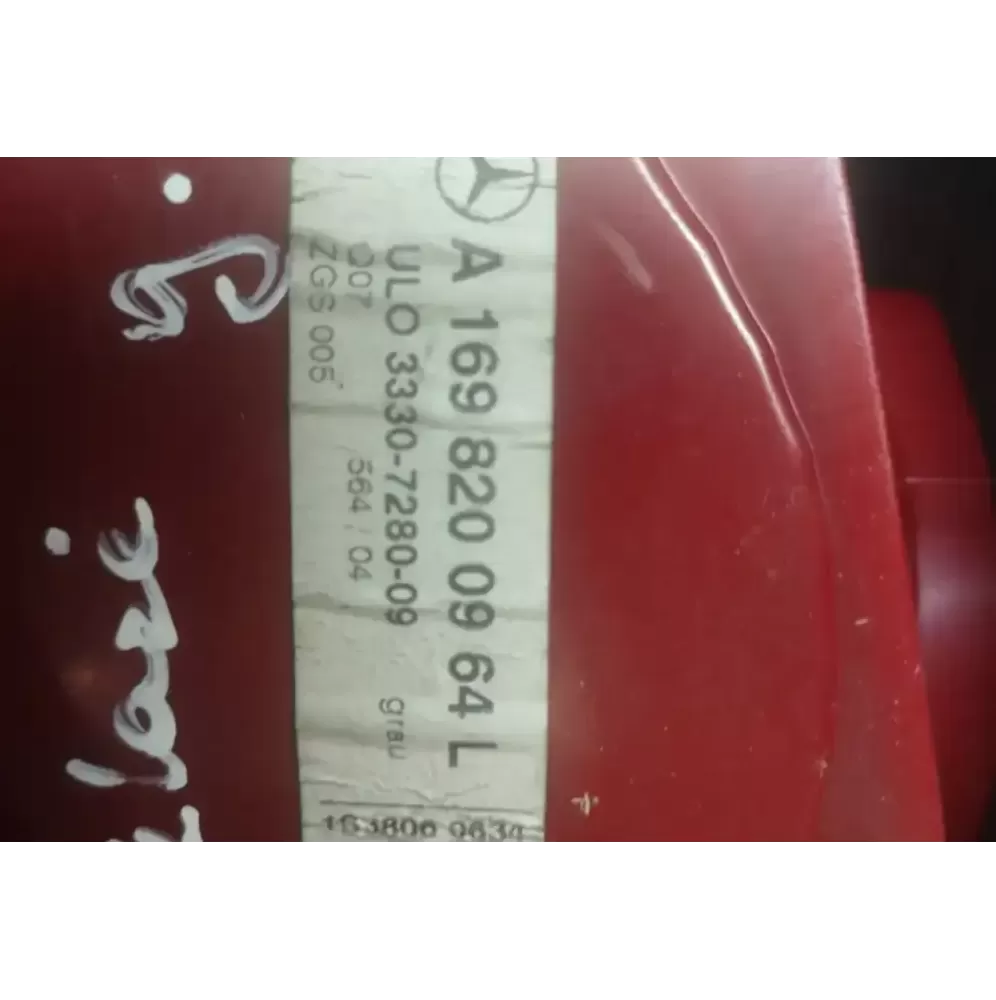 A 169 820 09 64 L
ULO 3330-7280-09 grau
007 564 / 04
ZGS 005